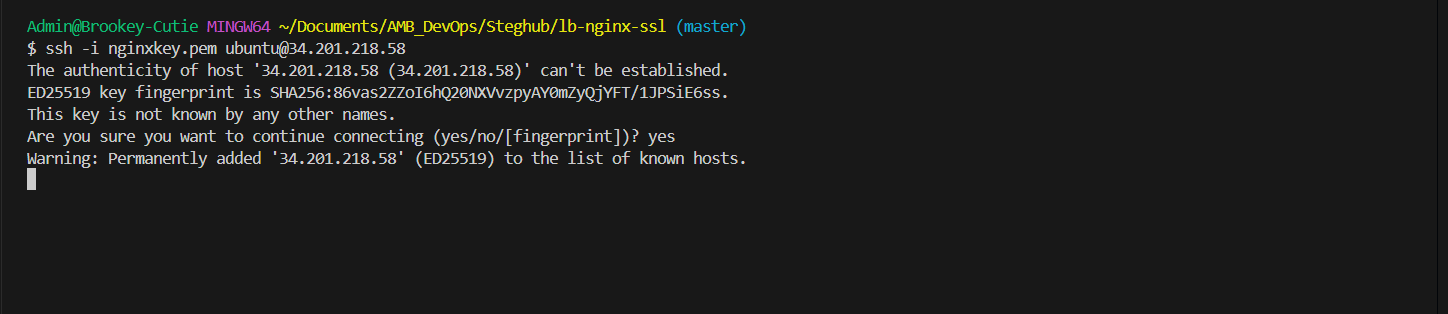 Admin@Brookey-Cutie MINGW64 ~/Documents/AMB_DevOps/Steghub/lb-nginx-ssl (master)
$ ssh -i nginxkey.pem ubuntu@34.201.218.58
The authenticity of host '34.201.218.58 (34.201.218.58)' can't be established.
ED25519 key fingerprint is SHA256:86vas2ZZoI6hQ20NXVvzpyAY0mZyQjYFT/1JPSiE6ss.
This key is not known by any other names.
Are you sure you want to continue connecting (yes/no/[fingerprint])? yes
Warning: Permanently added '34.201.218.58' (ED25519) to the list of known hosts.